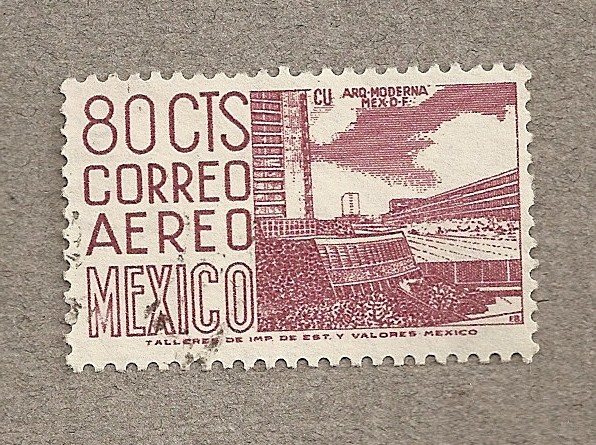 80 CTS
CORREO
AEREO
MEXICO
CU ARQ-MODERNA
MEX-D-F-
TALLERES DE IMP. DE EST. Y VALORES-MEXICO